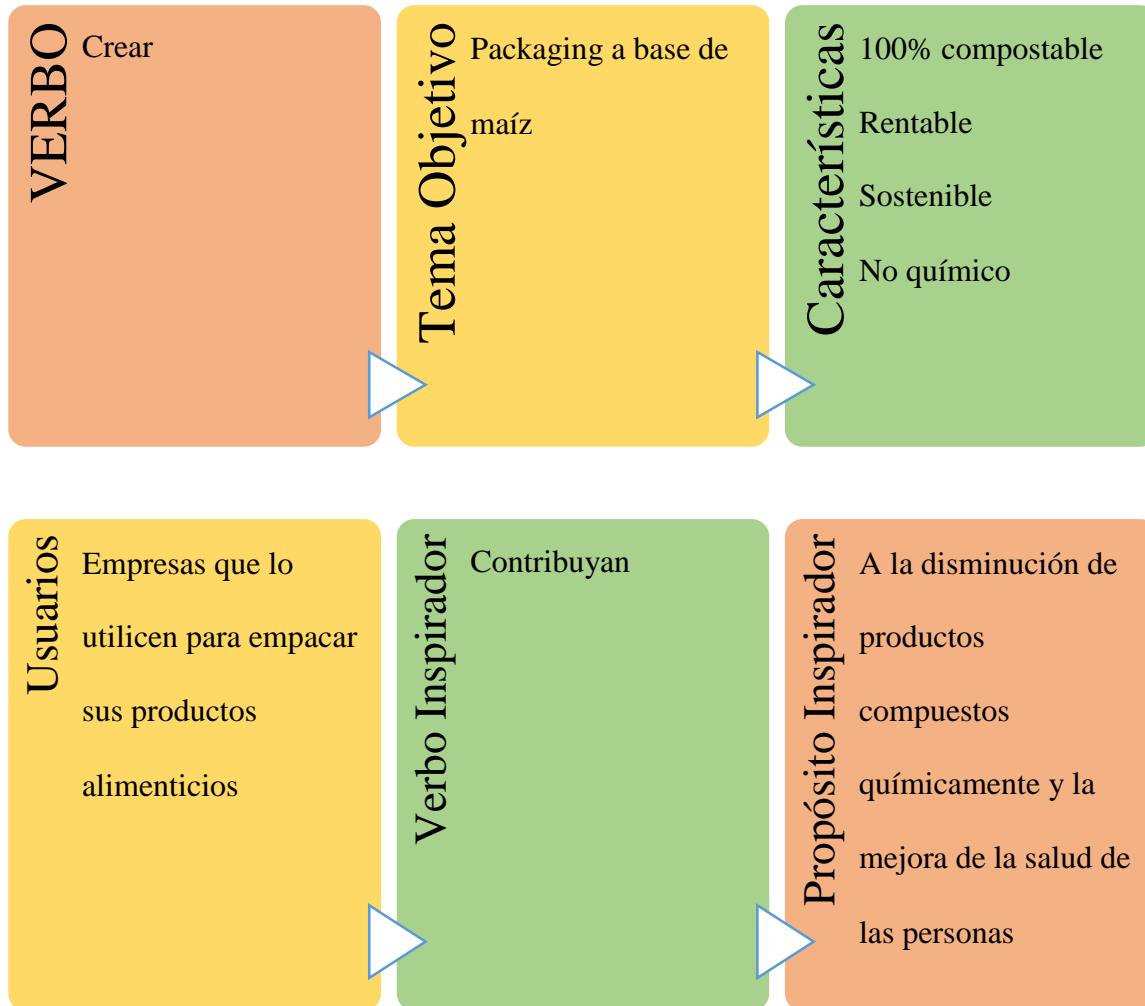 VERBO
Crear
Tema Objetivo
Packaging a base de
maíz
Características
100% compostable
Rentable
Sostenible
No químico
Usuarios
Empresas que lo
utilicen para empacar
sus productos
alimenticios
Verbo Inspirador
Contribuyan
Propósito Inspirador
A la disminución de
productos
compuestos
químicamente y la
mejora de la salud de
las personas